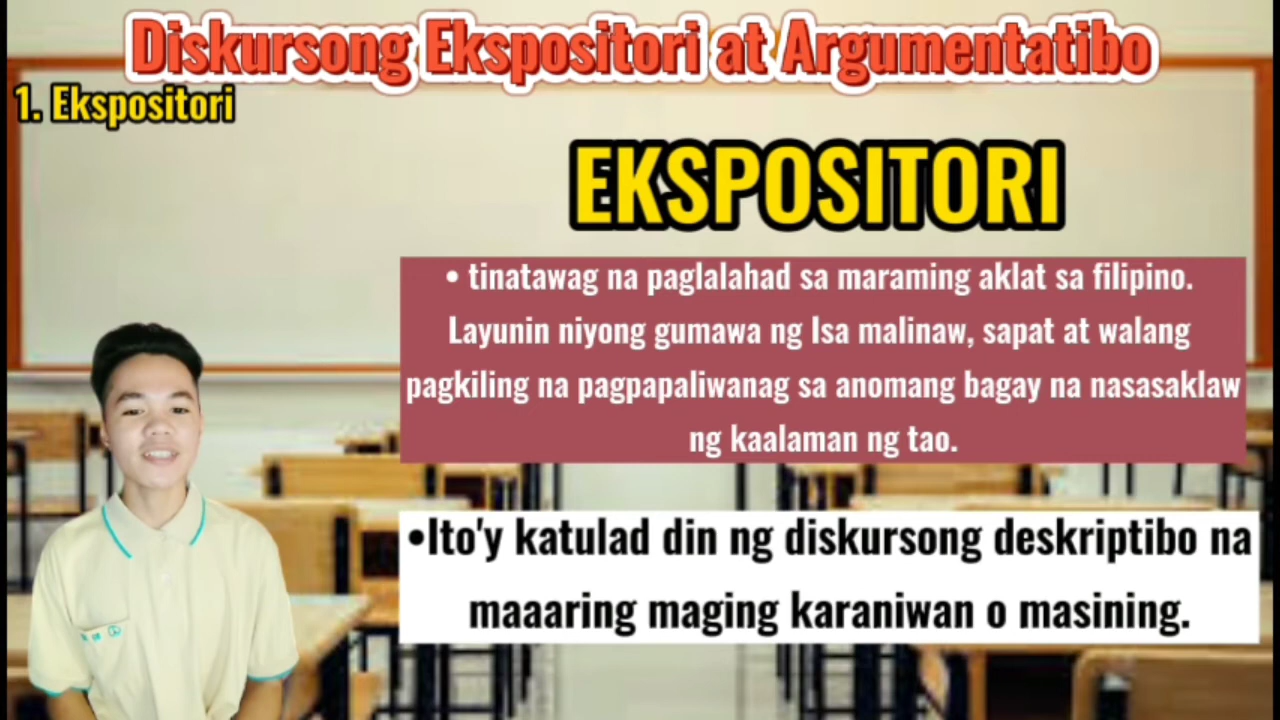 Diskursong Ekspositori at Argumentatibo
1. Ekspositori
EKSPOSITORI
• tinatawag na paglalahad sa maraming aklat sa filipino.
Layunin niyong gumawa ng Isa malinaw, sapat at walang
pagkiling na pagpapaliwanag sa anomang bagay na nasasaklaw
ng kaalaman ng tao.
•Ito'y katulad din ng diskursong deskriptibo na
maaaring maging karaniwan o masining.